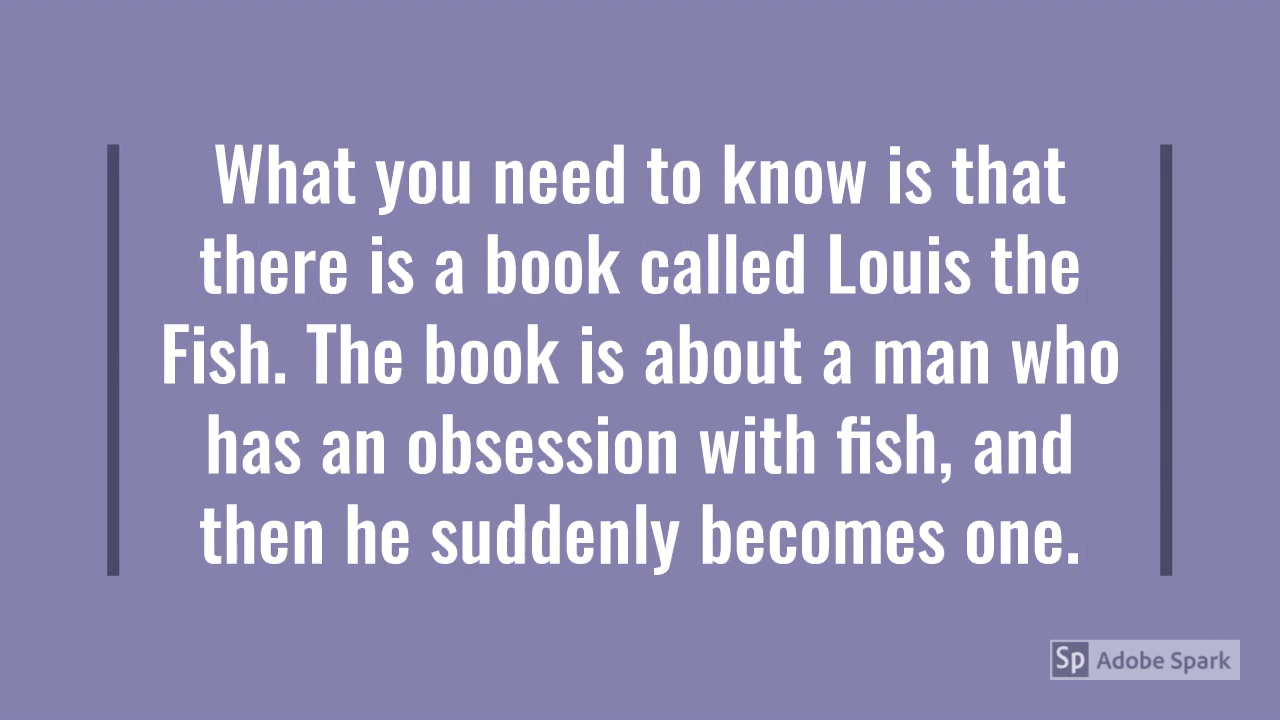 What you need to know is that
there is a book called Louis the
Fish. The book is about a man who
has an obsession with fish, and
then he suddenly becomes one.
Sp Adobe Spark